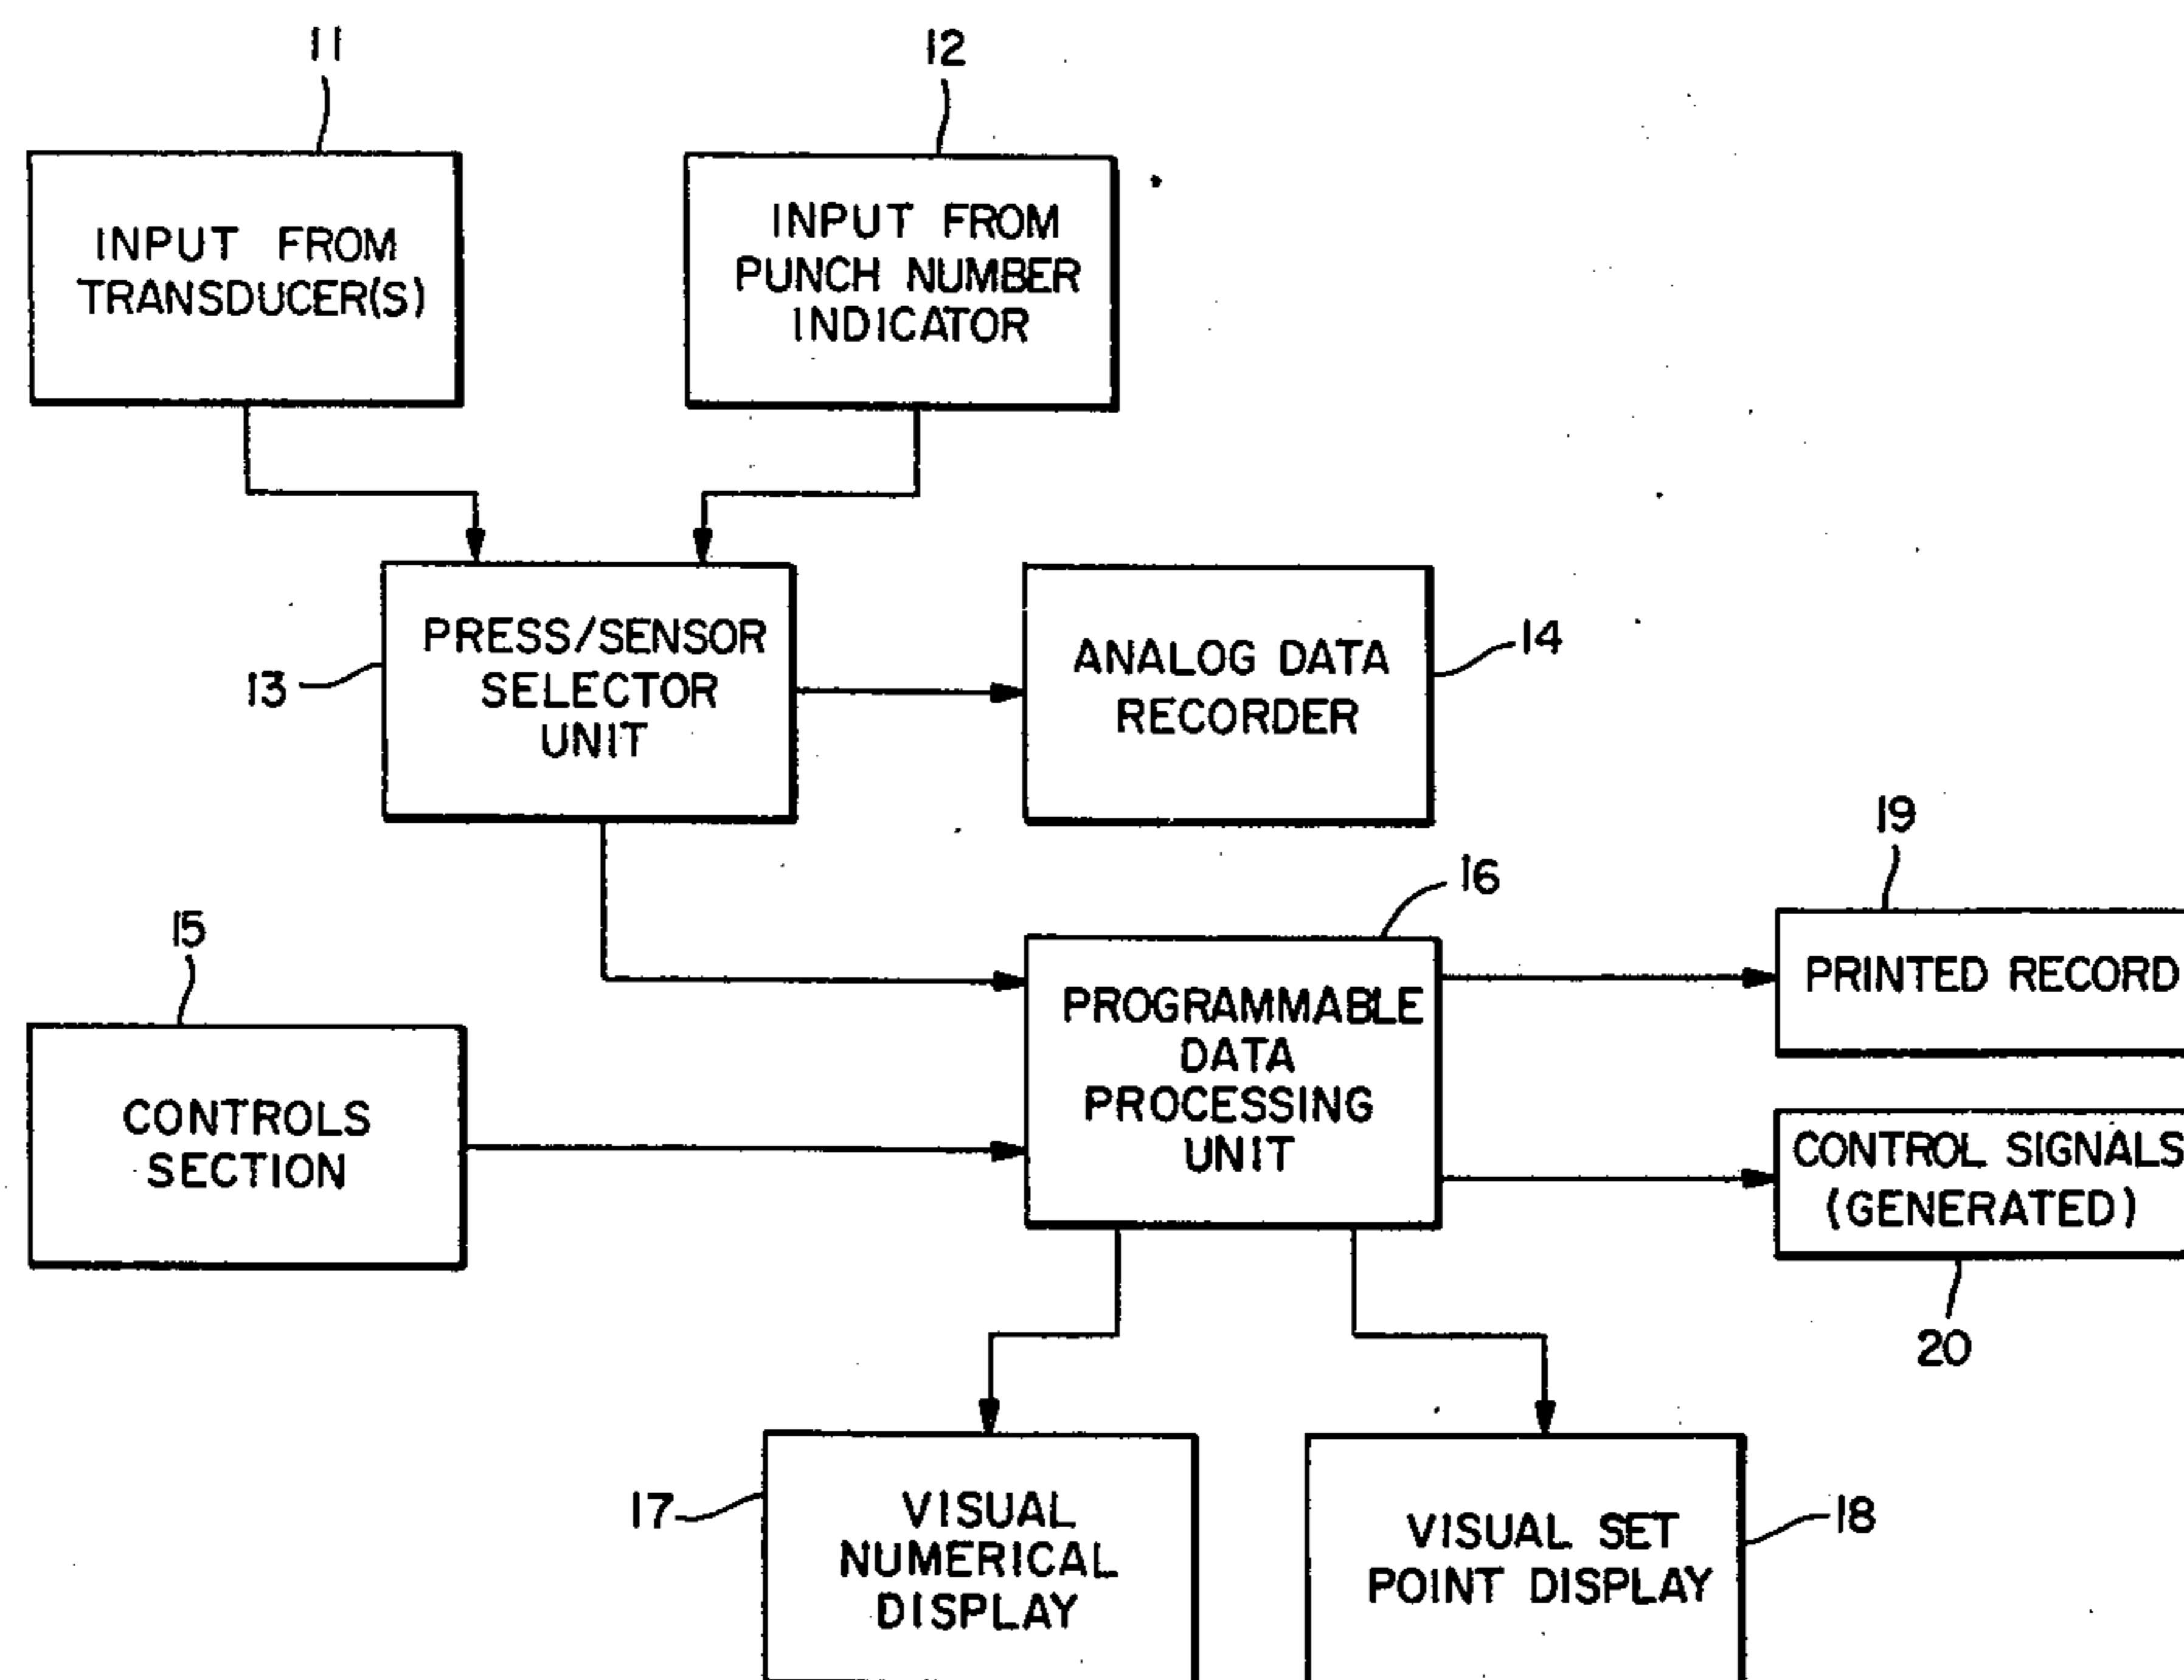 11
12
INPUT FROM
TRANSDUCER(S)
INPUT FROM
PUNCH NUMBER
INDICATOR
13
PRESS/SENSOR
SELECTOR
UNIT
ANALOG DATA
RECORDER
14
15
CONTROLS
SECTION
16
PROGRAMMABLE
DATA
PROCESSING
UNIT
19
PRINTED RECORD
CONTROL SIGNALS
(GENERATED)
20
17
VISUAL
NUMERICAL
DISPLAY
VISUAL SET
POINT DISPLAY
18